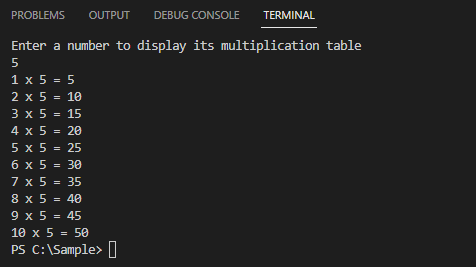 PROBLEMS OUTPUT DEBUG CONSOLE TERMINAL
Enter a number to display its multiplication table
5
1 x 5 = 5
2 x 5 = 10
3 x 5 = 15
4 x 5 = 20
5 x 5 = 25
6 x 5 = 30
7 x 5 = 35
8 x 5 = 40
9 x 5 = 45
10 x 5 = 50
PS C:\Sample>